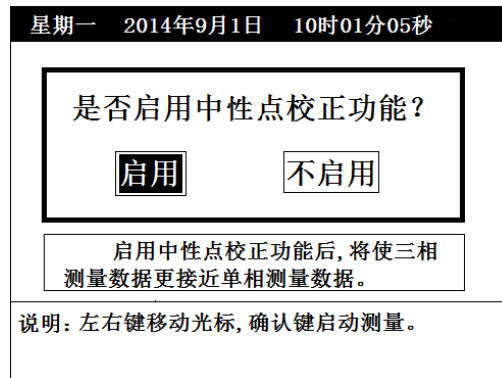 星期一 2014年9月1日 10时01分05秒
是否启用中性点校正功能？
启用 不启用
启用中性点校正功能后,将使三相
测量数据更接近单相测量数据。
说明:左右键移动光标,确认键启动测量。